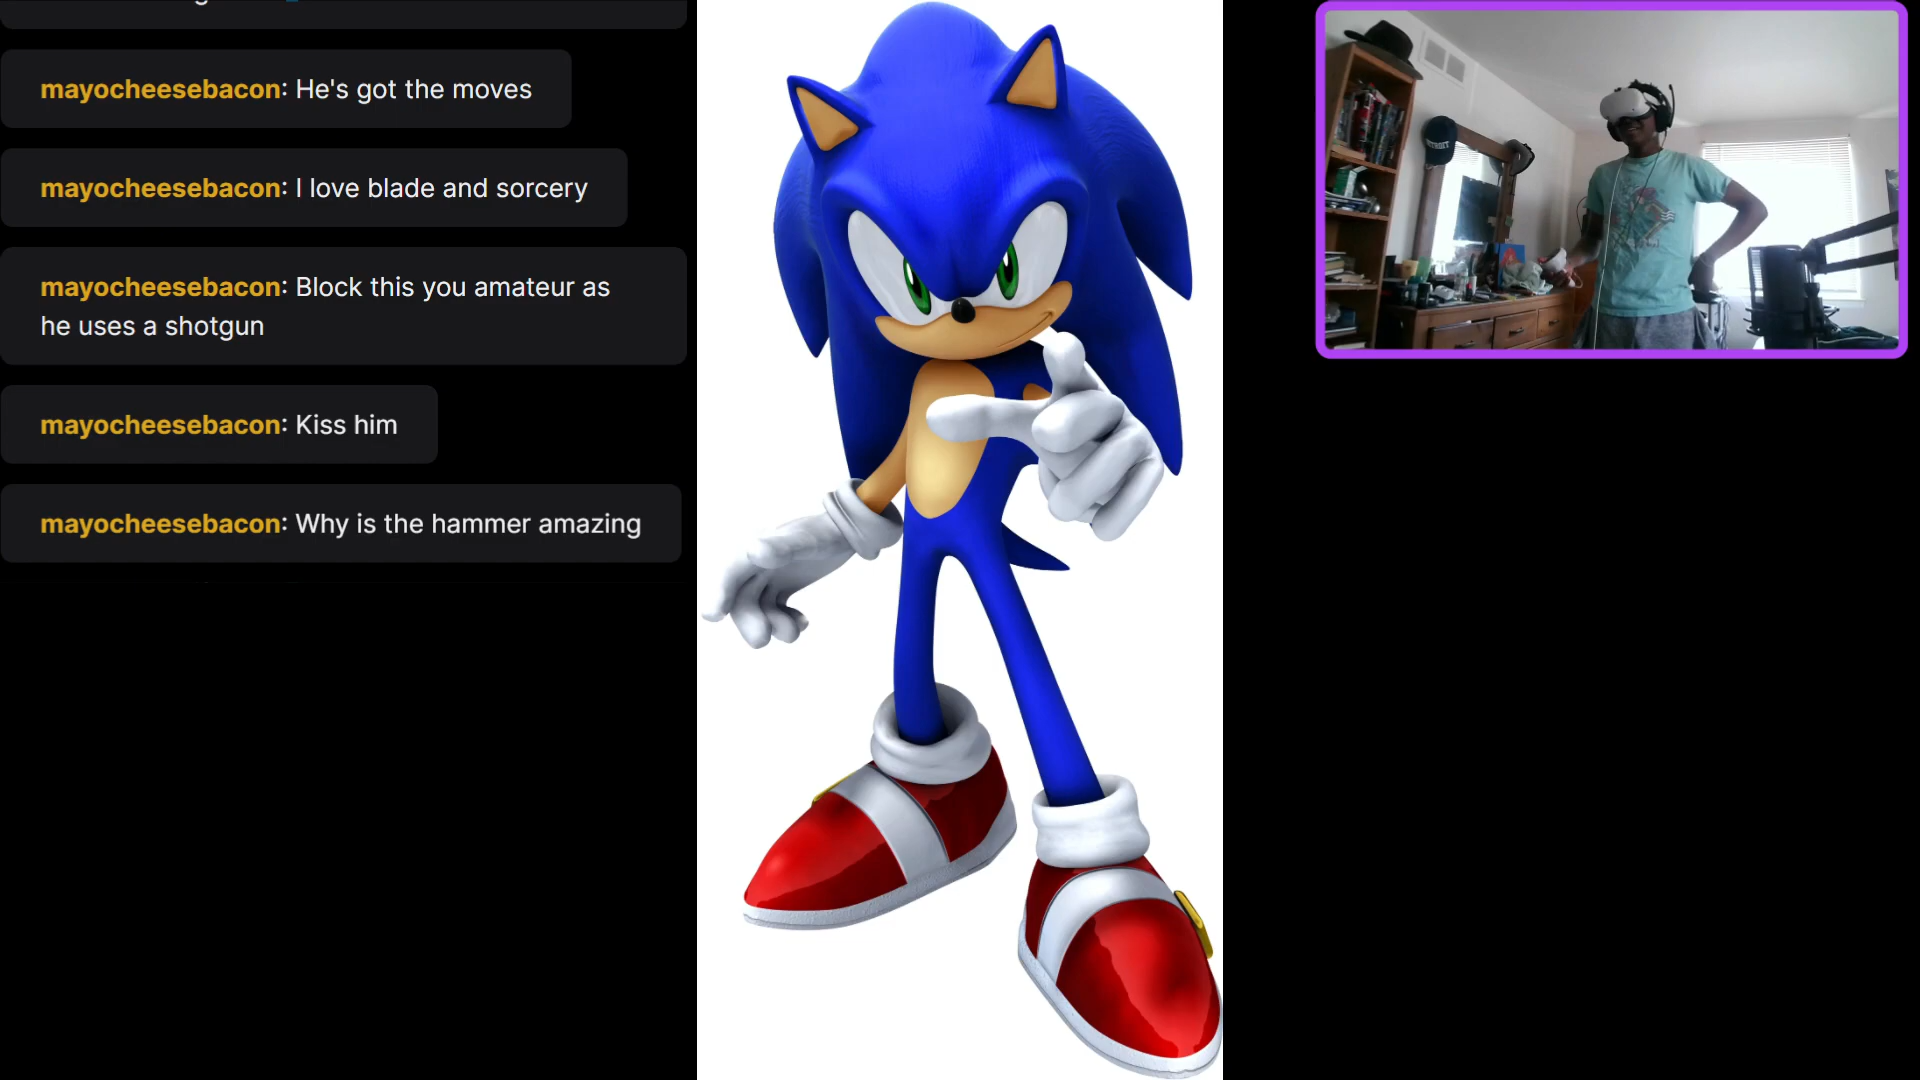 mayocheesebacon: He's got the moves
mayocheesebacon: I love blade and sorcery
mayocheesebacon: Block this you amateur as
he uses a shotgun
mayocheesebacon: Kiss him
mayocheesebacon: Why is the hammer amazing
DETROIT